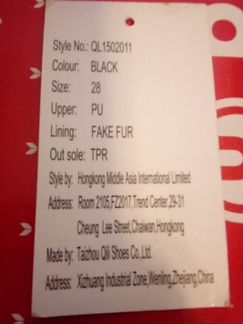 Style No.: QL1502011
Colour: BLACK
Size: 28
Upper: PU
Lining: FAKE FUR
Out sole: TPR
Style by: Hongkong Middle Asia International Limited
Address: Room 2105,FZ2017,Trend Center,29-31
Cheung Lee Street,Chaiwan,Hongkong
Made by: Taizhou Qili Shoes Co.,Ltd.
Address: Xizhuang Industrial Zone,Wenling,Zhejiang,China